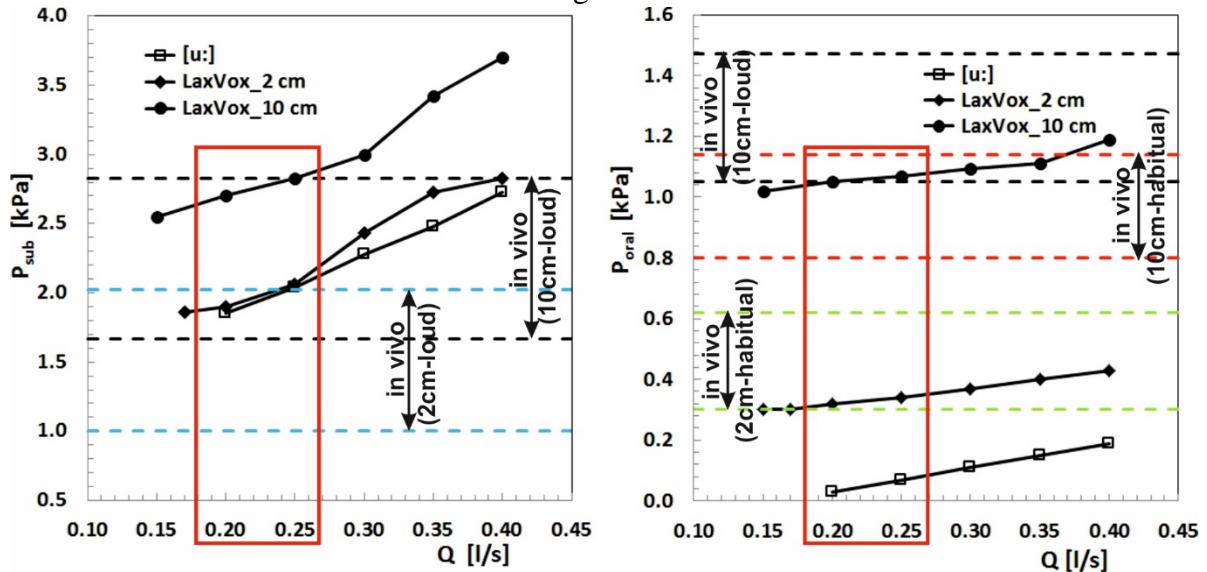 4.0
3.5
3.0
2.5
2.0
1.5
1.0
0.5
P_sub [kPa]
[u:]
LaxVox_2 cm
LaxVox_10 cm
in vivo
(2cm-loud)
in vivo
(10cm-loud)
0.10 0.15 0.20 0.25 0.30 0.35 0.40 0.45
Q [l/s]
1.6
1.4
1.2
1.0
0.8
0.6
0.4
0.2
0.0
P_oral [kPa]
in vivo
(10cm-loud)
[u:]
LaxVox_2 cm
LaxVox_10 cm
in vivo
(10cm-habitual)
in vivo
(2cm-habitual)
0.10 0.15 0.20 0.25 0.30 0.35 0.40 0.45
Q [l/s]